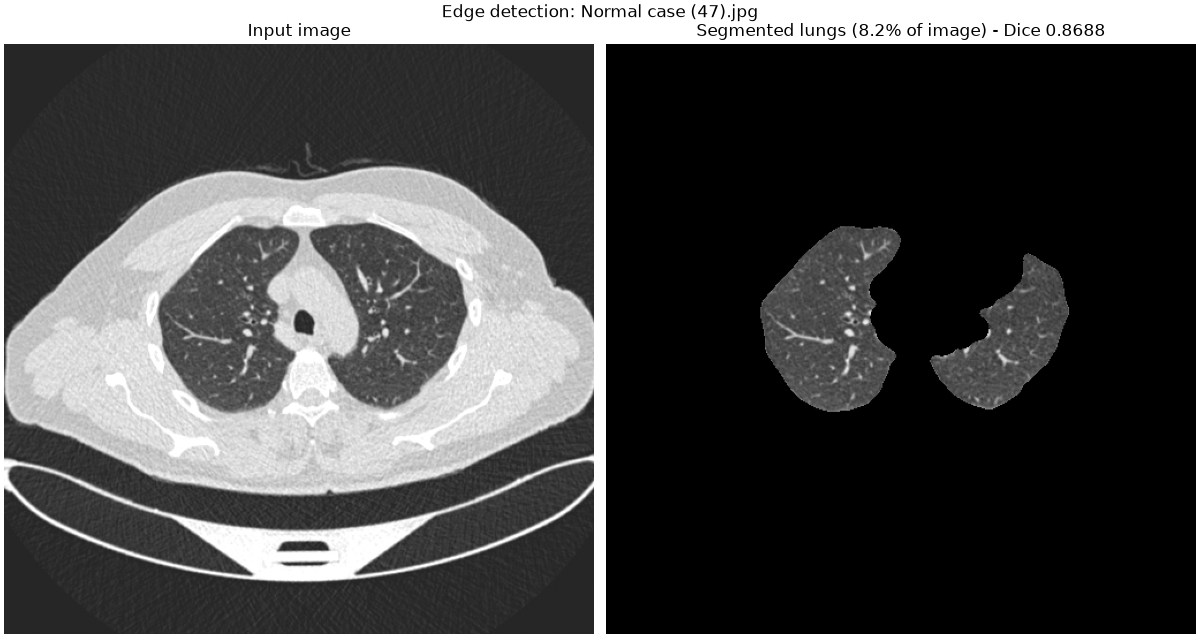 Edge detection: Normal case (47).jpg
Input image
Segmented lungs (8.2% of image) - Dice 0.8688